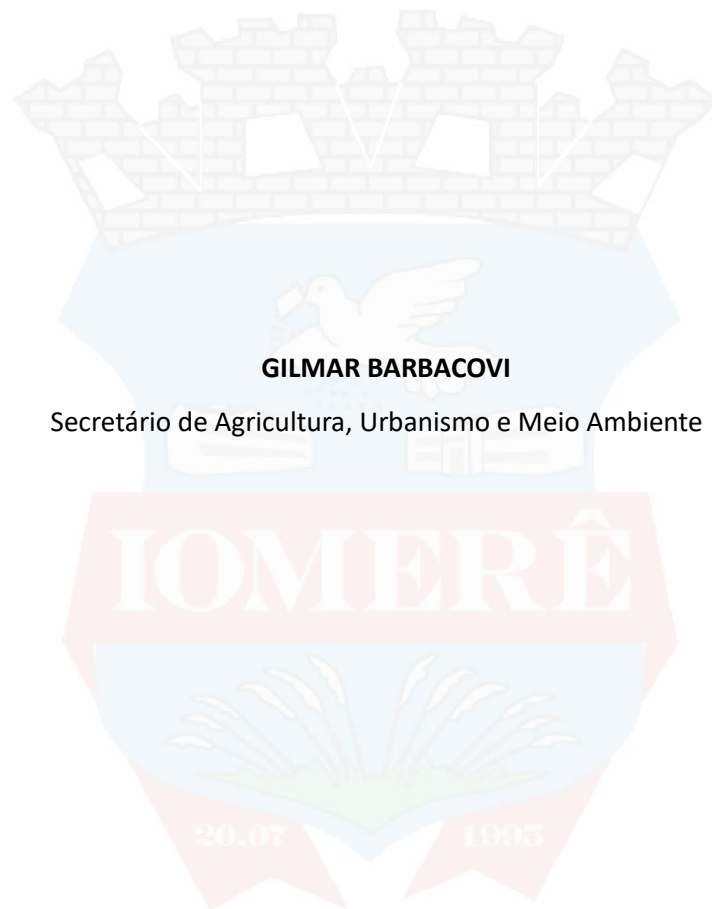 GILMAR BARBACOVI
Secretário de Agricultura, Urbanismo e Meio Ambiente
IOMERÊ
20.07 1995